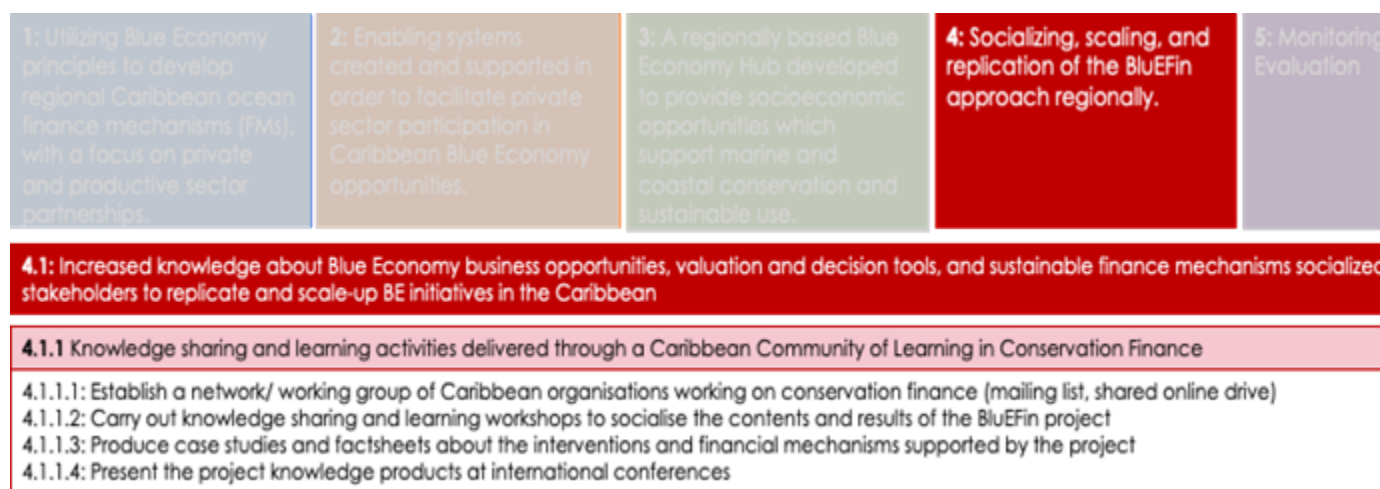 1: Utilizing Blue Economy
principles to develop
regional Caribbean ocean
finance mechanisms (FMs),
with a focus on private
and productive sector
partnerships.
2: Enabling systems
created and supported in
order to facilitate private
sector participation in
Caribbean Blue Economy
opportunities.
3: A regionally based Blue
Economy Hub developed
to provide socioeconomic
opportunities which
support marine and
coastal conservation and
sustainable use.
4: Socializing, scaling, and
replication of the BluEFin
approach regionally.
5: Monitoring
Evaluation
4.1: Increased knowledge about Blue Economy business opportunities, valuation and decision tools, and sustainable finance mechanisms socialized
stakeholders to replicate and scale-up BE initiatives in the Caribbean
4.1.1 Knowledge sharing and learning activities delivered through a Caribbean Community of Learning in Conservation Finance
4.1.1.1: Establish a network/ working group of Caribbean organisations working on conservation finance (mailing list, shared online drive)
4.1.1.2: Carry out knowledge sharing and learning workshops to socialise the contents and results of the BluEFin project
4.1.1.3: Produce case studies and factsheets about the interventions and financial mechanisms supported by the project
4.1.1.4: Present the project knowledge products at international conferences